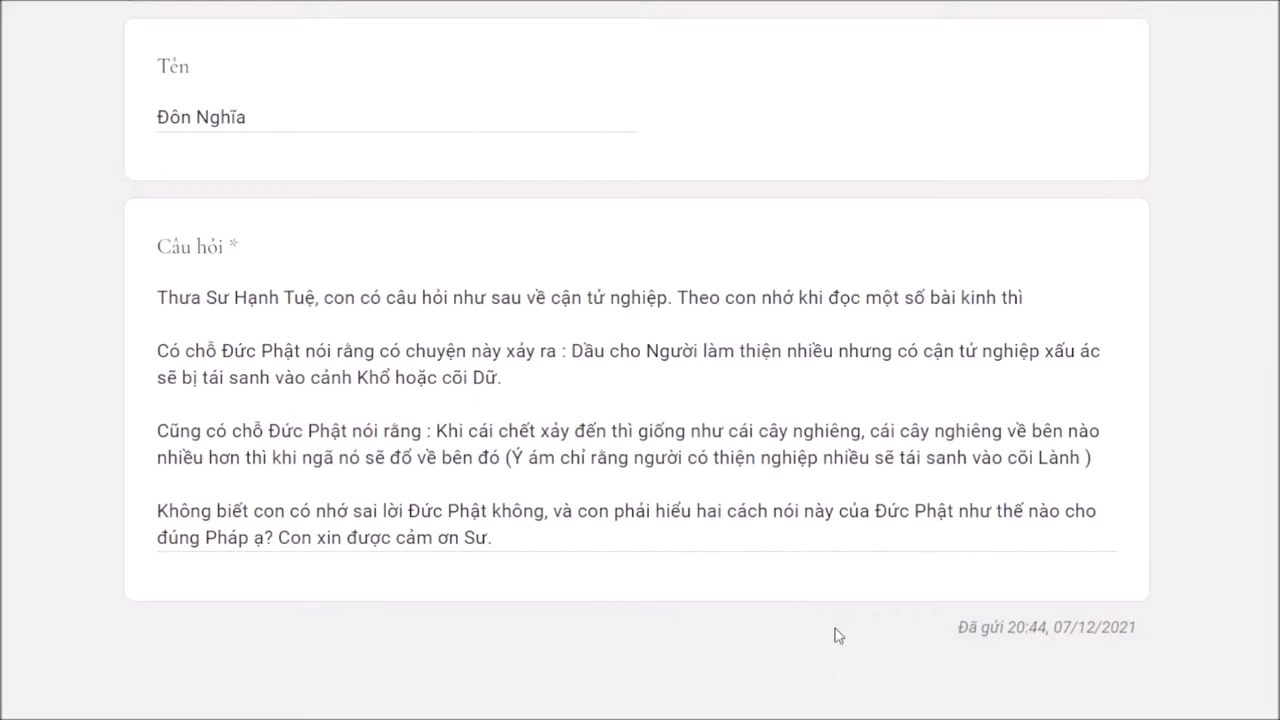 Tên
Đôn Nghĩa
Câu hỏi *
Thưa Sư Hạnh Tuệ, con có câu hỏi như sau về cận tử nghiệp. Theo con nhớ khi đọc một số bài kinh thì
Có chỗ Đức Phật nói rằng có chuyện này xảy ra : Dầu cho Người làm thiện nhiều nhưng có cận tử nghiệp xấu ác
sẽ bị tái sanh vào cảnh Khổ hoặc cõi Dữ.
Cũng có chỗ Đức Phật nói rằng : Khi cái chết xảy đến thì giống như cái cây nghiêng, cái cây nghiêng về bên nào
nhiều hơn thì khi ngã nó sẽ đổ về bên đó (Ý ám chỉ rằng người có thiện nghiệp nhiều sẽ tái sanh vào cõi Lành )
Không biết con có nhớ sai lời Đức Phật không, và con phải hiểu hai cách nói này của Đức Phật như thế nào cho
đúng Pháp ạ? Con xin được cảm ơn Sư.
Đã gửi 20:44, 07/12/2021